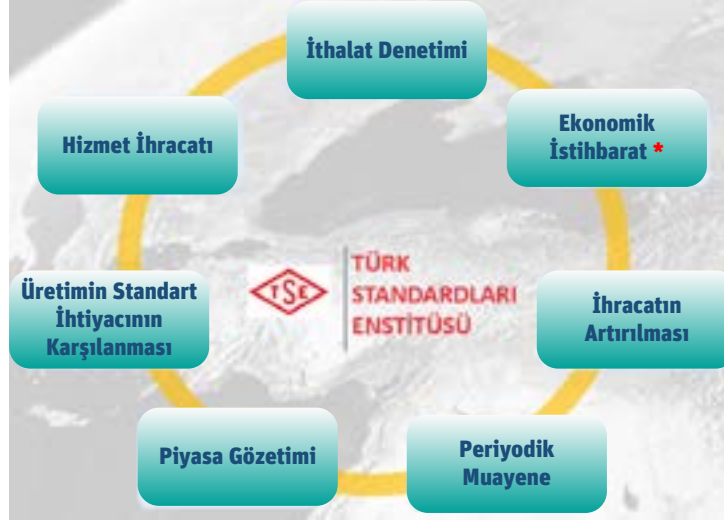 İthalat Denetimi
Ekonomik
İstihbarat *
Hizmet İhracatı
TSE
TÜRK
STANDARDLARI
ENSTİTÜSÜ
Üretimin Standart
İhtiyacının
Karşılanması
İhracatın
Artırılması
Piyasa Gözetimi
Periyodik
Muayene